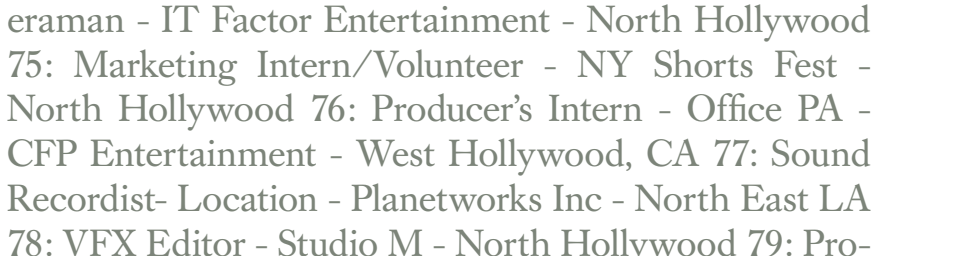 eraman - IT Factor Entertainment - North Hollywood
75: Marketing Intern/Volunteer - NY Shorts Fest -
North Hollywood 76: Producer's Intern - Office PA -
CFP Entertainment - West Hollywood, CA 77: Sound
Recordist- Location - Planetworks Inc - North East LA
78: VFX Editor - Studio M - North Hollywood 79: Pro-